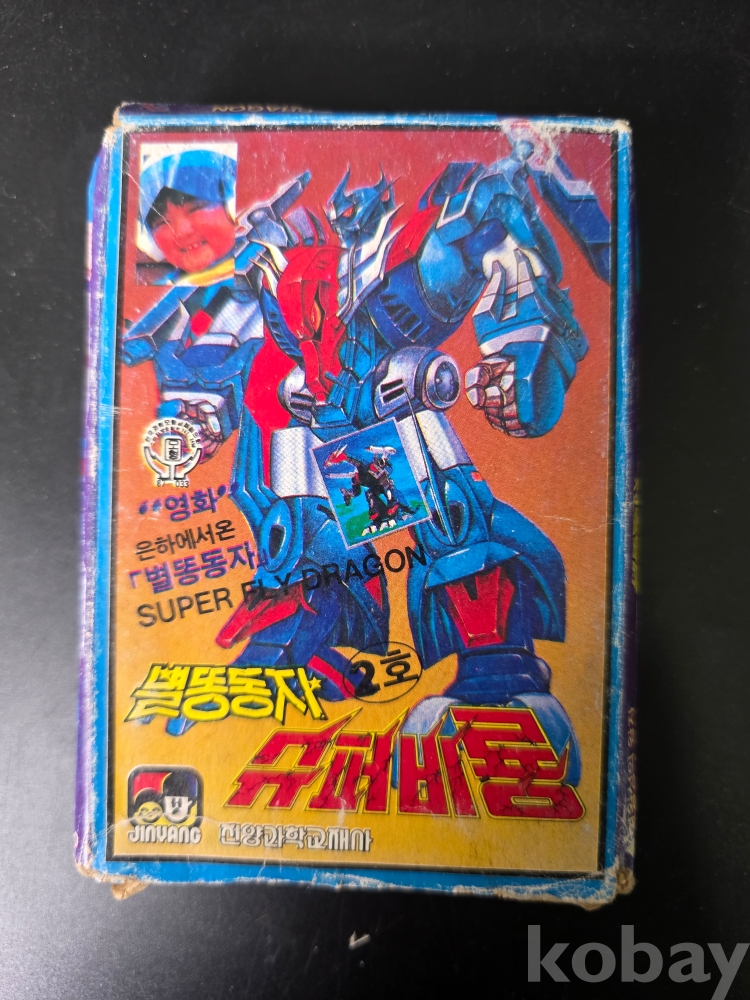 “영화”
은하에서온
「별똥동자」
SUPER FLY DRAGON
별똥동자 2호
슈퍼비룡
JINYANG
진양과학교재사
kobay